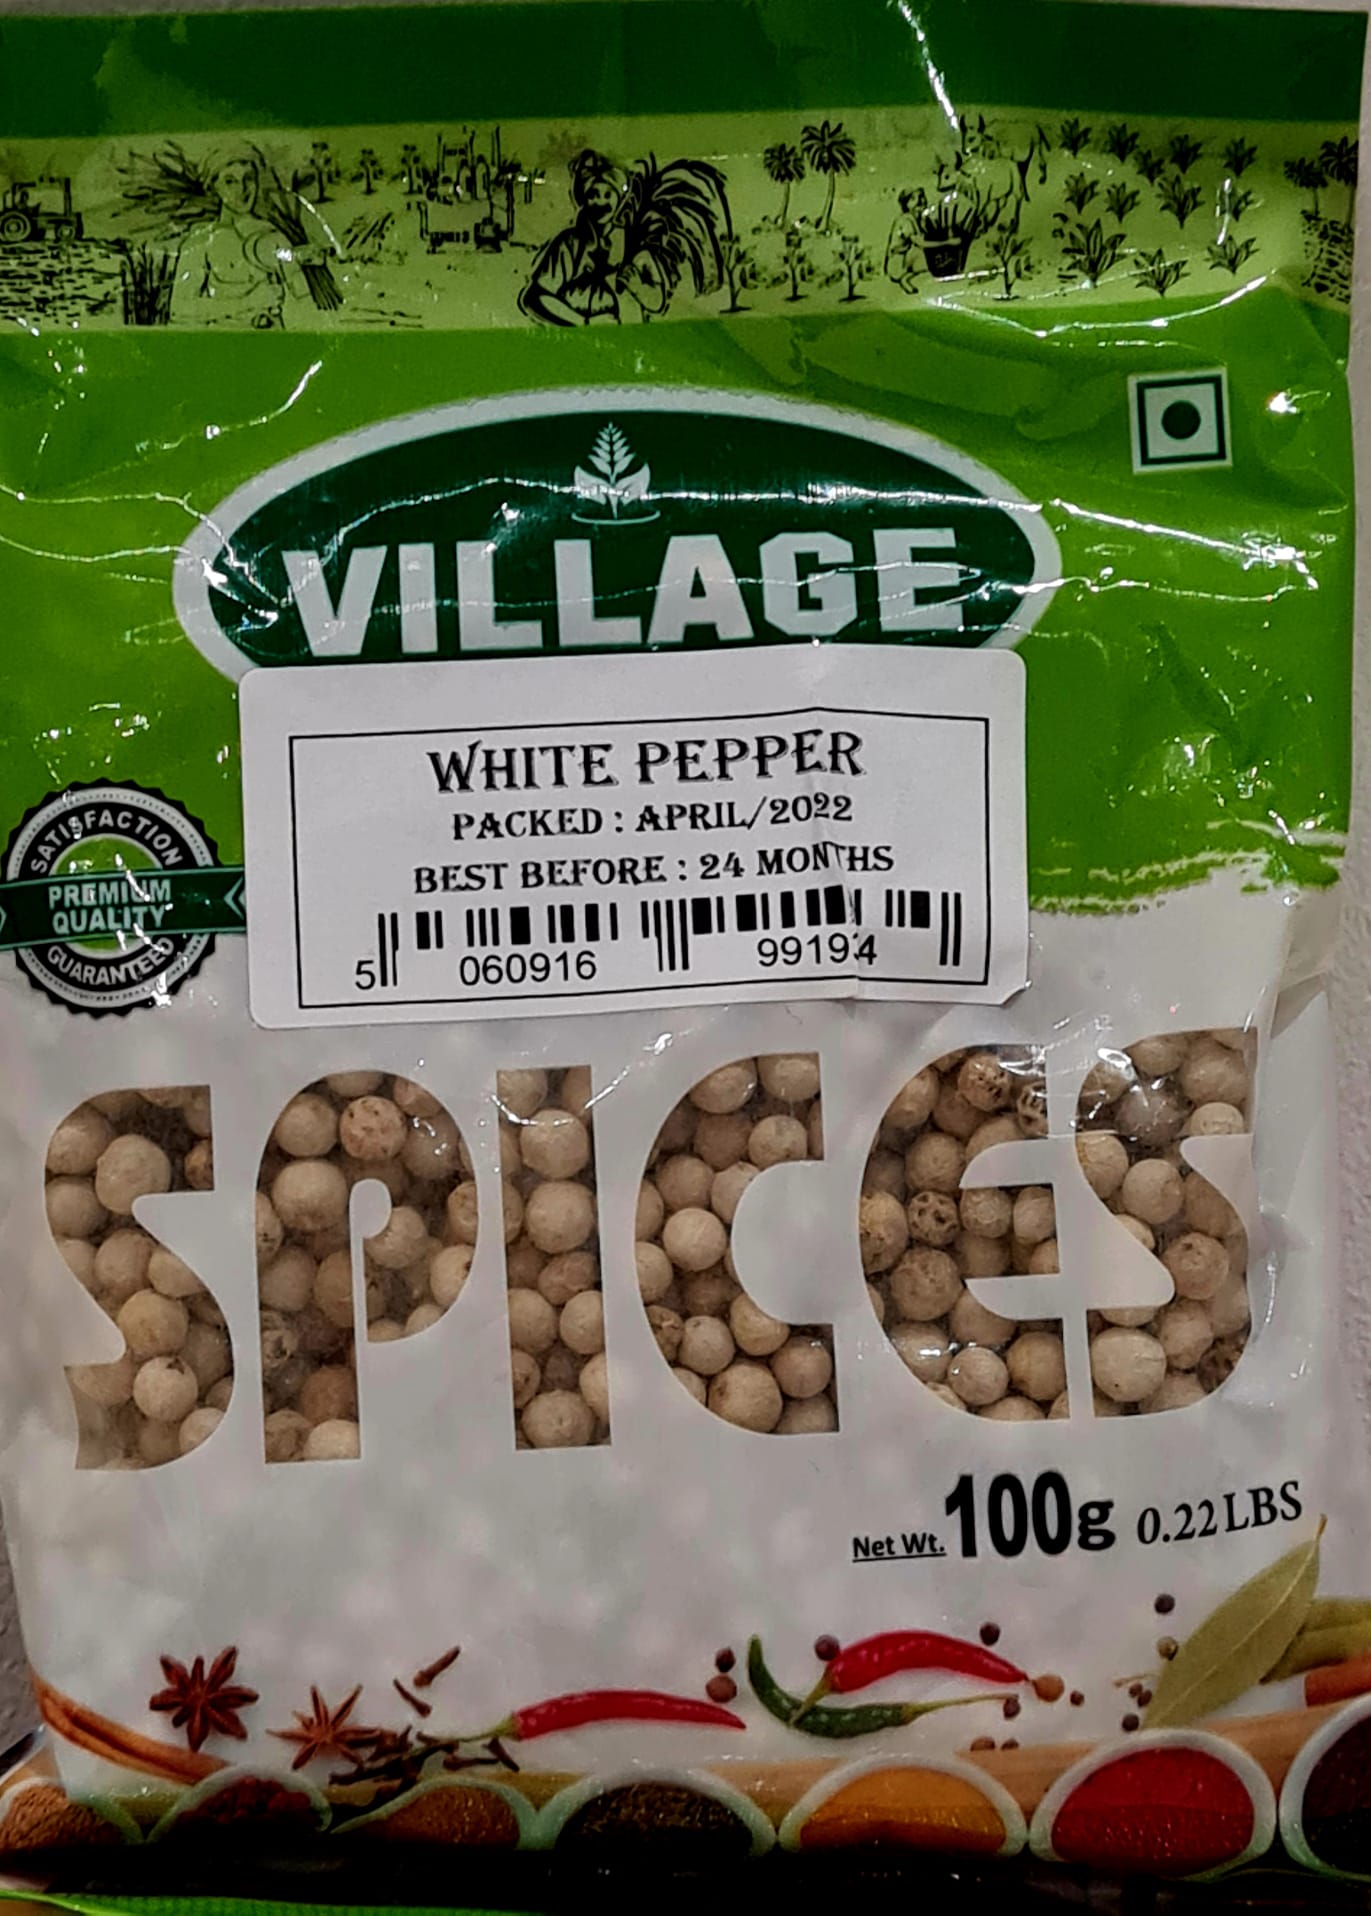 VILLAGE
WHITE PEPPER
PACKED : APRIL/2022
BEST BEFORE : 24 MONTHS
5 060916 99194
SATISFACTION
PREMIUM
QUALITY
GUARANTEED
SPICES
Net Wt. 100g 0.22 LBS